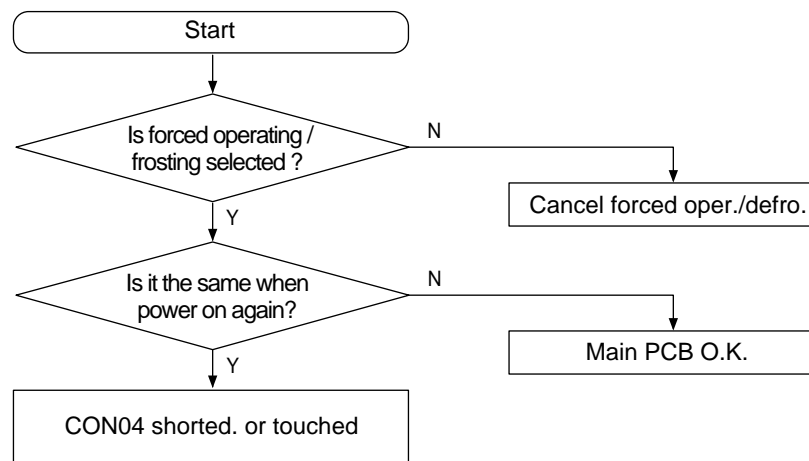 Start
Is forced operating /
frosting selected ?
N
Cancel forced oper./defro.
Y
Is it the same when
power on again?
N
Main PCB O.K.
Y
CON04 shorted. or touched